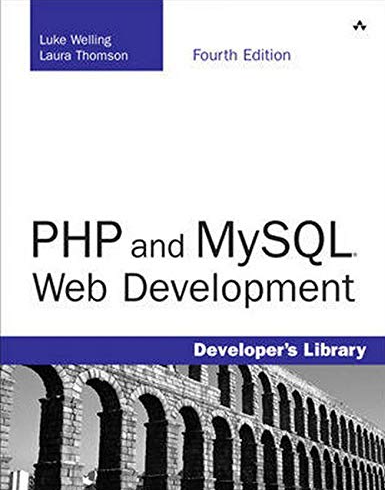 Luke Welling
Laura Thomson
Fourth Edition
PHP and MySQL®
Web Development
Developer's Library